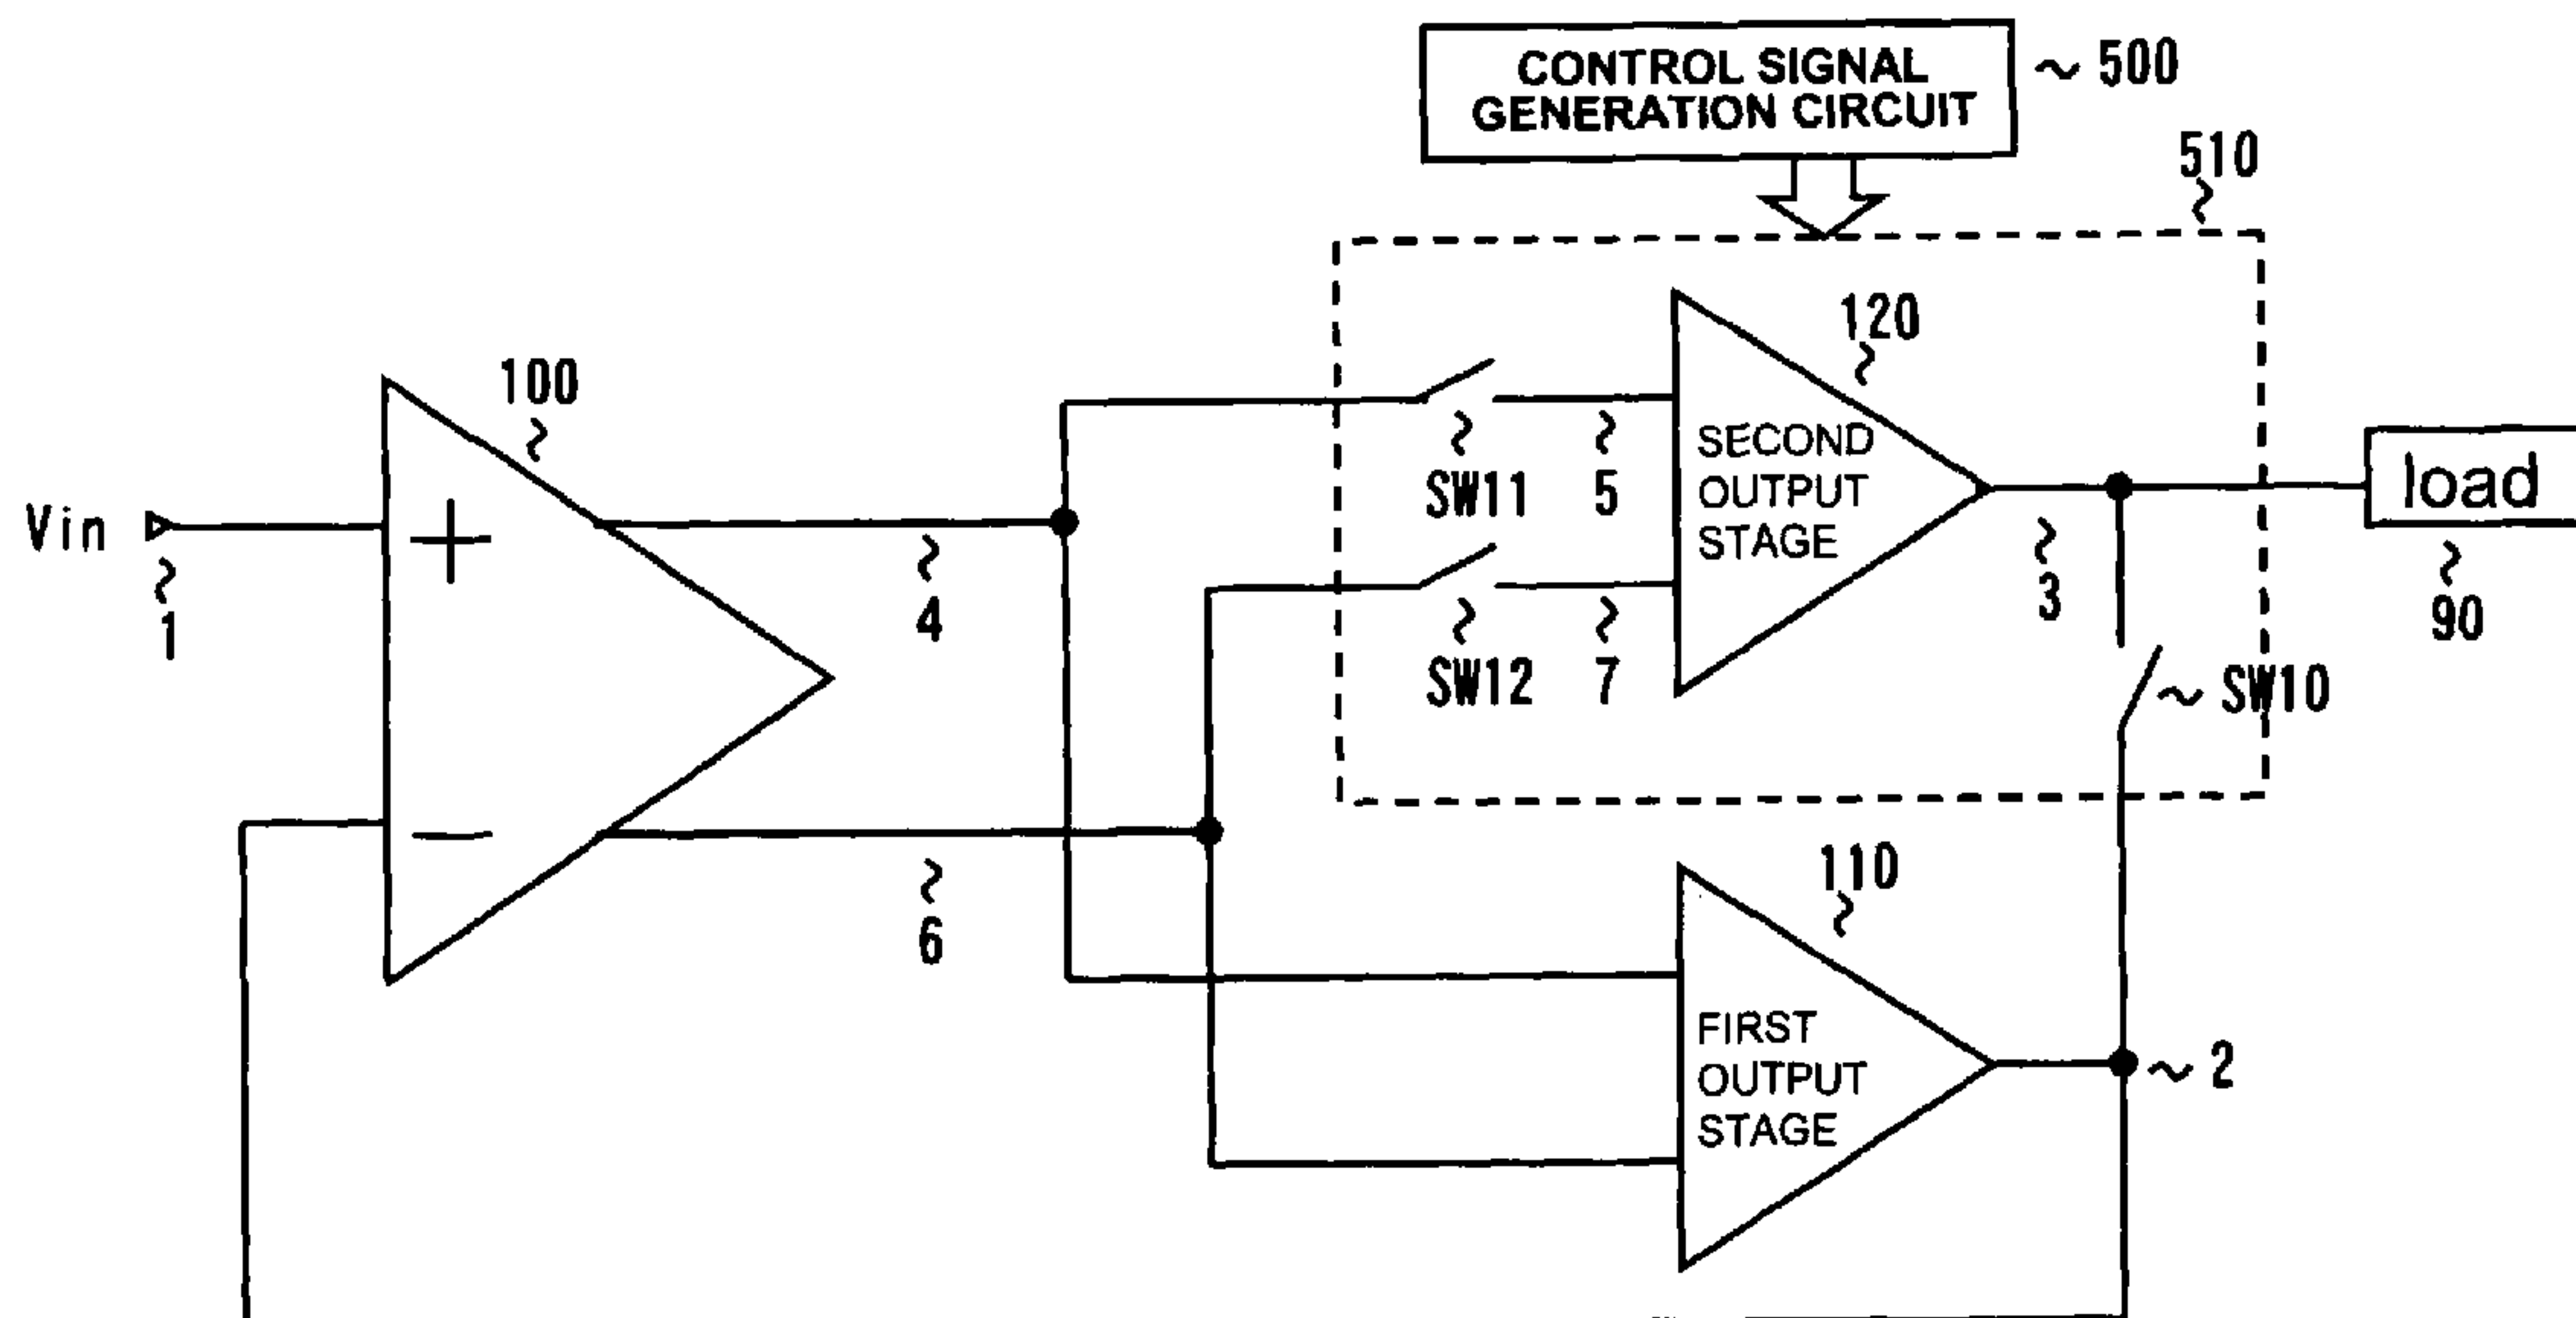 CONTROL SIGNAL
GENERATION CIRCUIT
~ 500
510
120
100
SECOND
OUTPUT
STAGE
load
SW11
5
Vin
+
1
4
3
90
SW12
7
~ SW10
−
6
110
FIRST
OUTPUT
STAGE
~ 2